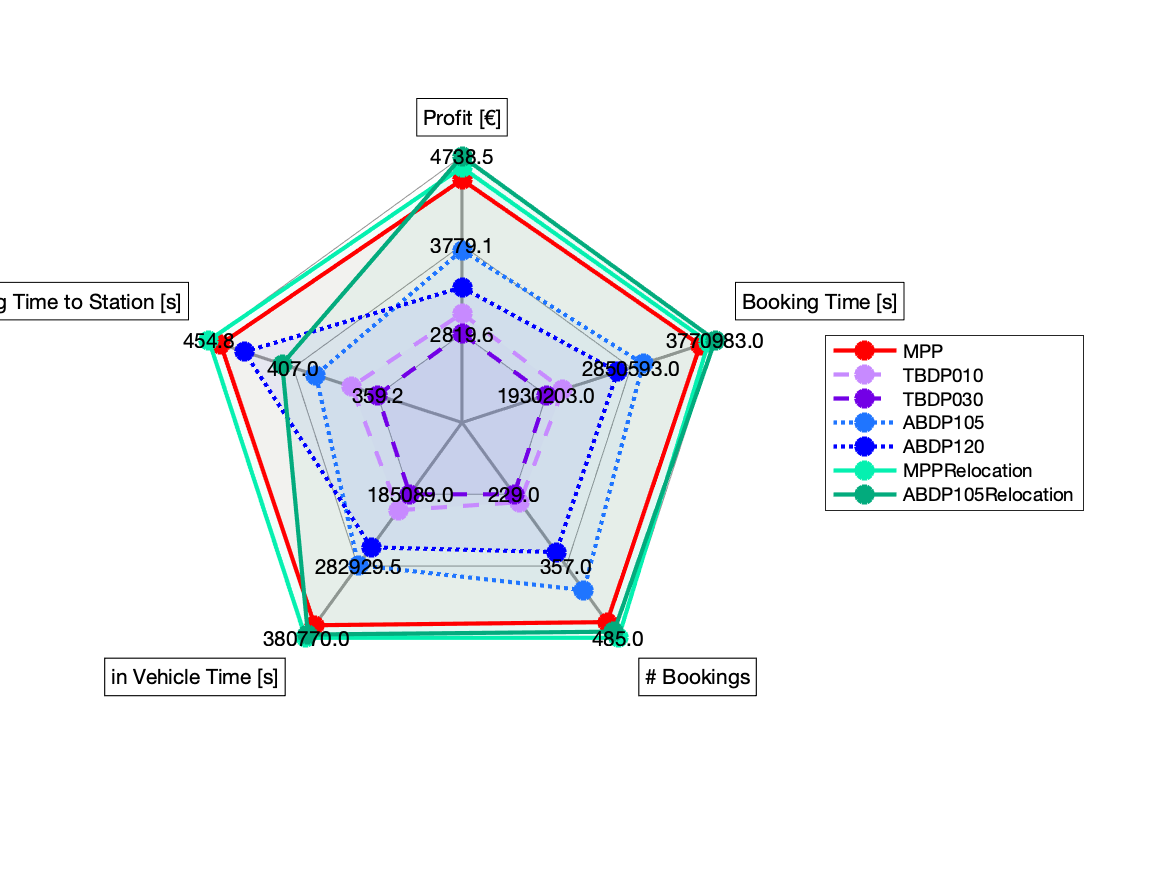 Profit [€]
4738.5
3779.1
2819.6
g Time to Station [s]
454.8
407.0
359.2
Booking Time [s]
3770983.0
2850593.0
1930203.0
185089.0
282929.5
380770.0
in Vehicle Time [s]
229.0
357.0
485.0
# Bookings
MPP
TBDP010
TBDP030
ABDP105
ABDP120
MPPRelocation
ABDP105Relocation